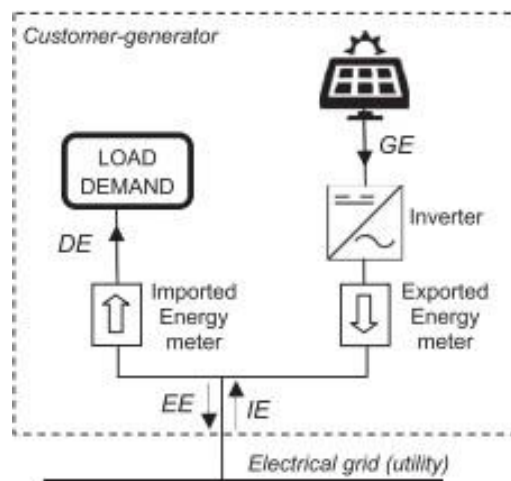 Customer-generator
GE
LOAD
DEMAND
Inverter
DE
Imported
Energy
meter
Exported
Energy
meter
EE
IE
Electrical grid (utility)